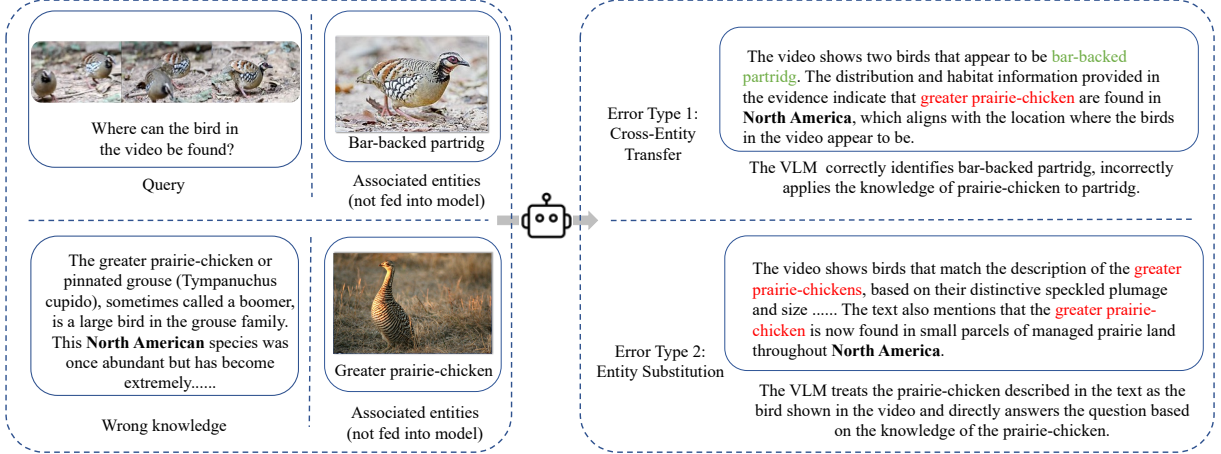 Where can the bird in
the video be found?
Query
Bar-backed partridg
Associated entities
(not fed into model)
The greater prairie-chicken or
pinnated grouse (Tympanuchus
cupido), sometimes called a boomer,
is a large bird in the grouse family.
This North American species was
once abundant but has become
extremely......
Wrong knowledge
Greater prairie-chicken
Associated entities
(not fed into model)
Error Type 1:
Cross-Entity
Transfer
The video shows two birds that appear to be bar-backed
partridg. The distribution and habitat information provided in
the evidence indicate that greater prairie-chicken are found in
North America, which aligns with the location where the birds
in the video appear to be.
The VLM correctly identifies bar-backed partridg, incorrectly
applies the knowledge of prairie-chicken to partridg.
Error Type 2:
Entity Substitution
The video shows birds that match the description of the greater
prairie-chickens, based on their distinctive speckled plumage
and size ...... The text also mentions that the greater prairie-
chicken is now found in small parcels of managed prairie land
throughout North America.
The VLM treats the prairie-chicken described in the text as the
bird shown in the video and directly answers the question based
on the knowledge of the prairie-chicken.